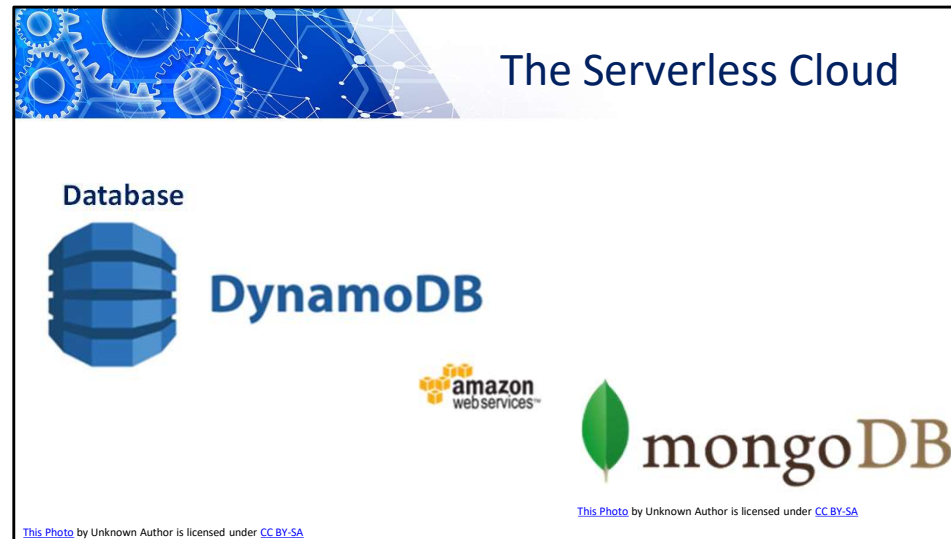 The Serverless Cloud
Database
DynamoDB
amazon
webservices™
mongoDB
This Photo by Unknown Author is licensed under CC BY-SA
This Photo by Unknown Author is licensed under CC BY-SA